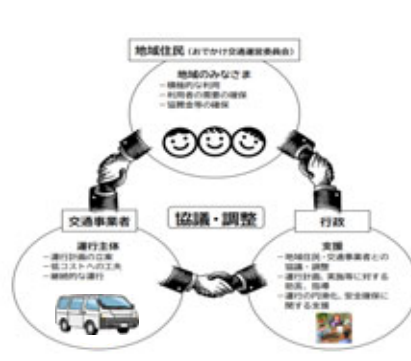 地域住民（おでかけ交通運営委員会）
地域のみなさま
－積極的な利用
－利用者の需要の確保
－協賛金等の確保
協議・調整
交通事業者
運行主体
－運行計画の立案
－低コストへの工夫
－継続的な運行
行政
支援
－地域住民・交通事業者との
協議・調整
－運行計画、実施等に対する
助言、指導
－運行の円滑化、安全確保に
関する支援